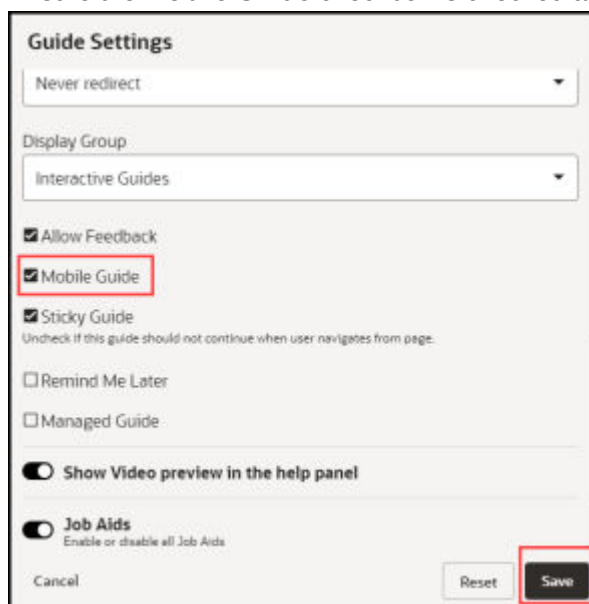 Guide Settings
Never redirect
Display Group
Interactive Guides
Allow Feedback
Mobile Guide
Sticky Guide
Uncheck if this guide should not continue when user navigates from page.
Remind Me Later
Managed Guide
Show Video preview in the help panel
Job Aids
Enable or disable all Job Aids
Cancel Reset Save